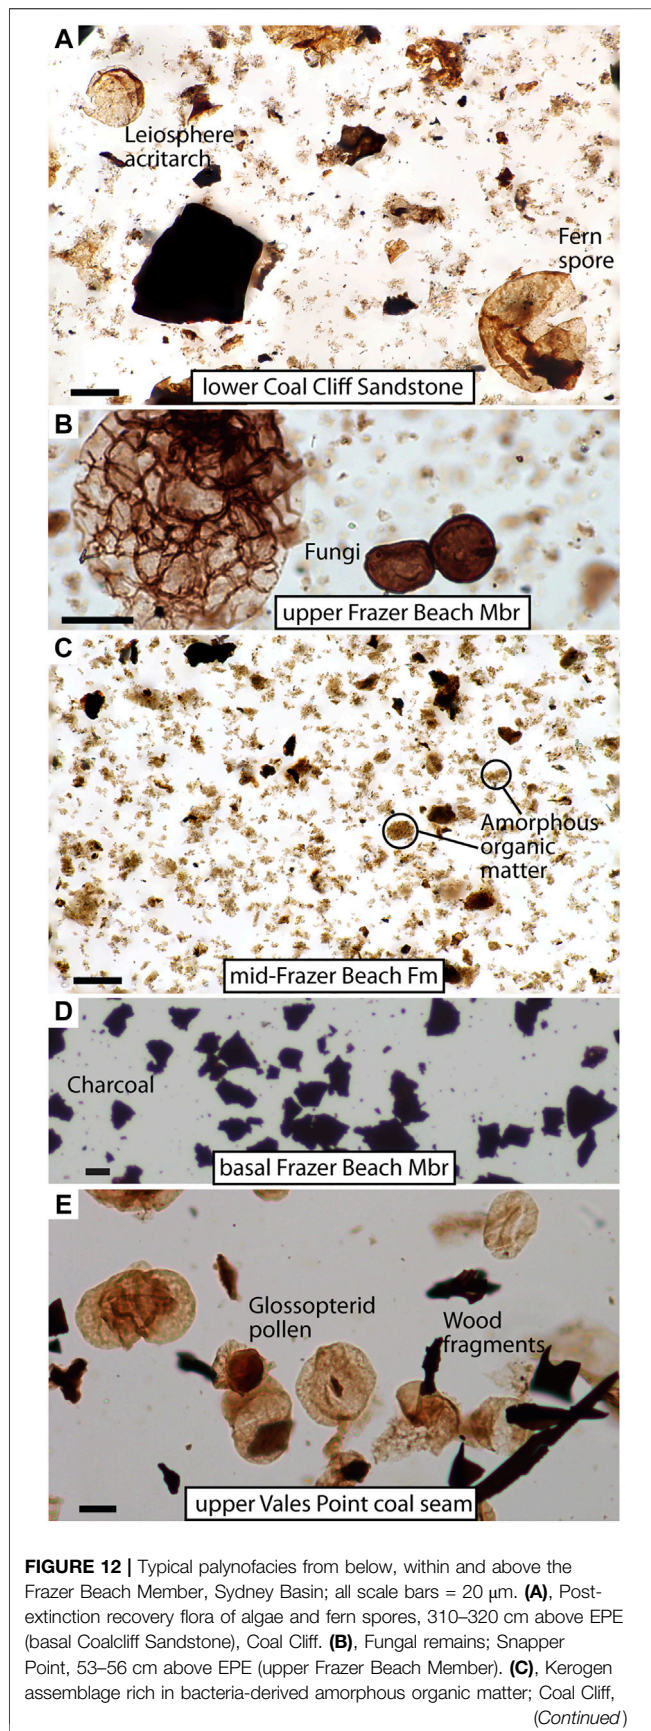 A
Leiosphere
acritarch
Fern
spore
lower Coal Cliff Sandstone
B
Fungi
upper Frazer Beach Mbr
C
Amorphous
organic
matter
mid-Frazer Beach Fm
D
Charcoal
basal Frazer Beach Mbr
E
Glossopterid
pollen
Wood
fragments
upper Vales Point coal seam
FIGURE 12 | Typical palynofacies from below, within and above the
Frazer Beach Member, Sydney Basin; all scale bars = 20 μm. (A), Post-
extinction recovery flora of algae and fern spores, 310–320 cm above EPE
(basal Coalcliff Sandstone), Coal Cliff. (B), Fungal remains; Snapper
Point, 53–56 cm above EPE (upper Frazer Beach Member). (C), Kerogen
assemblage rich in bacteria-derived amorphous organic matter; Coal Cliff,
(Continued)